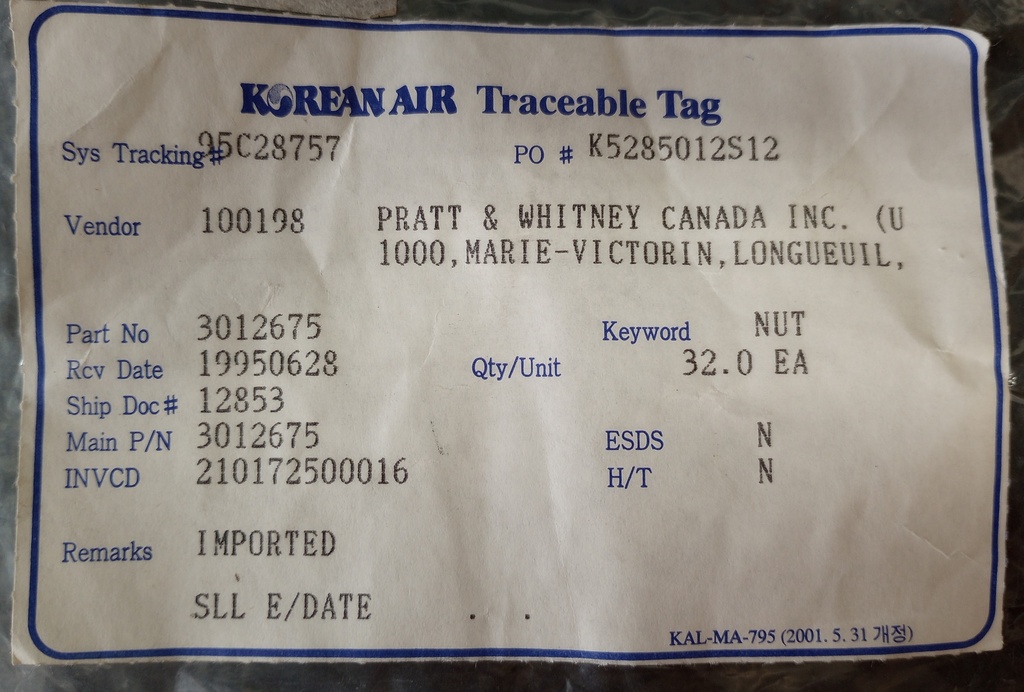 KOREAN AIR Traceable Tag
Sys Tracking# 95C28757 PO # K5285012S12
Vendor 100198 PRATT & WHITNEY CANADA INC. (U
1000,MARIE-VICTORIN,LONGUEUIL,
Part No 3012675 Keyword NUT
Rcv Date 19950628 Qty/Unit 32.0 EA
Ship Doc# 12853
Main P/N 3012675 ESDS N
INVCD 210172500016 H/T N
Remarks IMPORTED
SLL E/DATE . .
KAL-MA-795 (2001. 5. 31 개정)